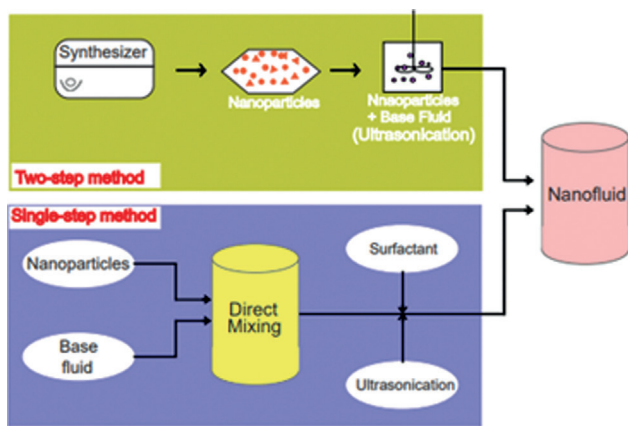 Synthesizer
Nanoparticles
Nnaoparticles
+ Base Fluid
(Ultrasonication)
Two-step method
Nanofluid
Single-step method
Nanoparticles
Surfactant
Direct
Mixing
Base
fluid
Ultrasonication